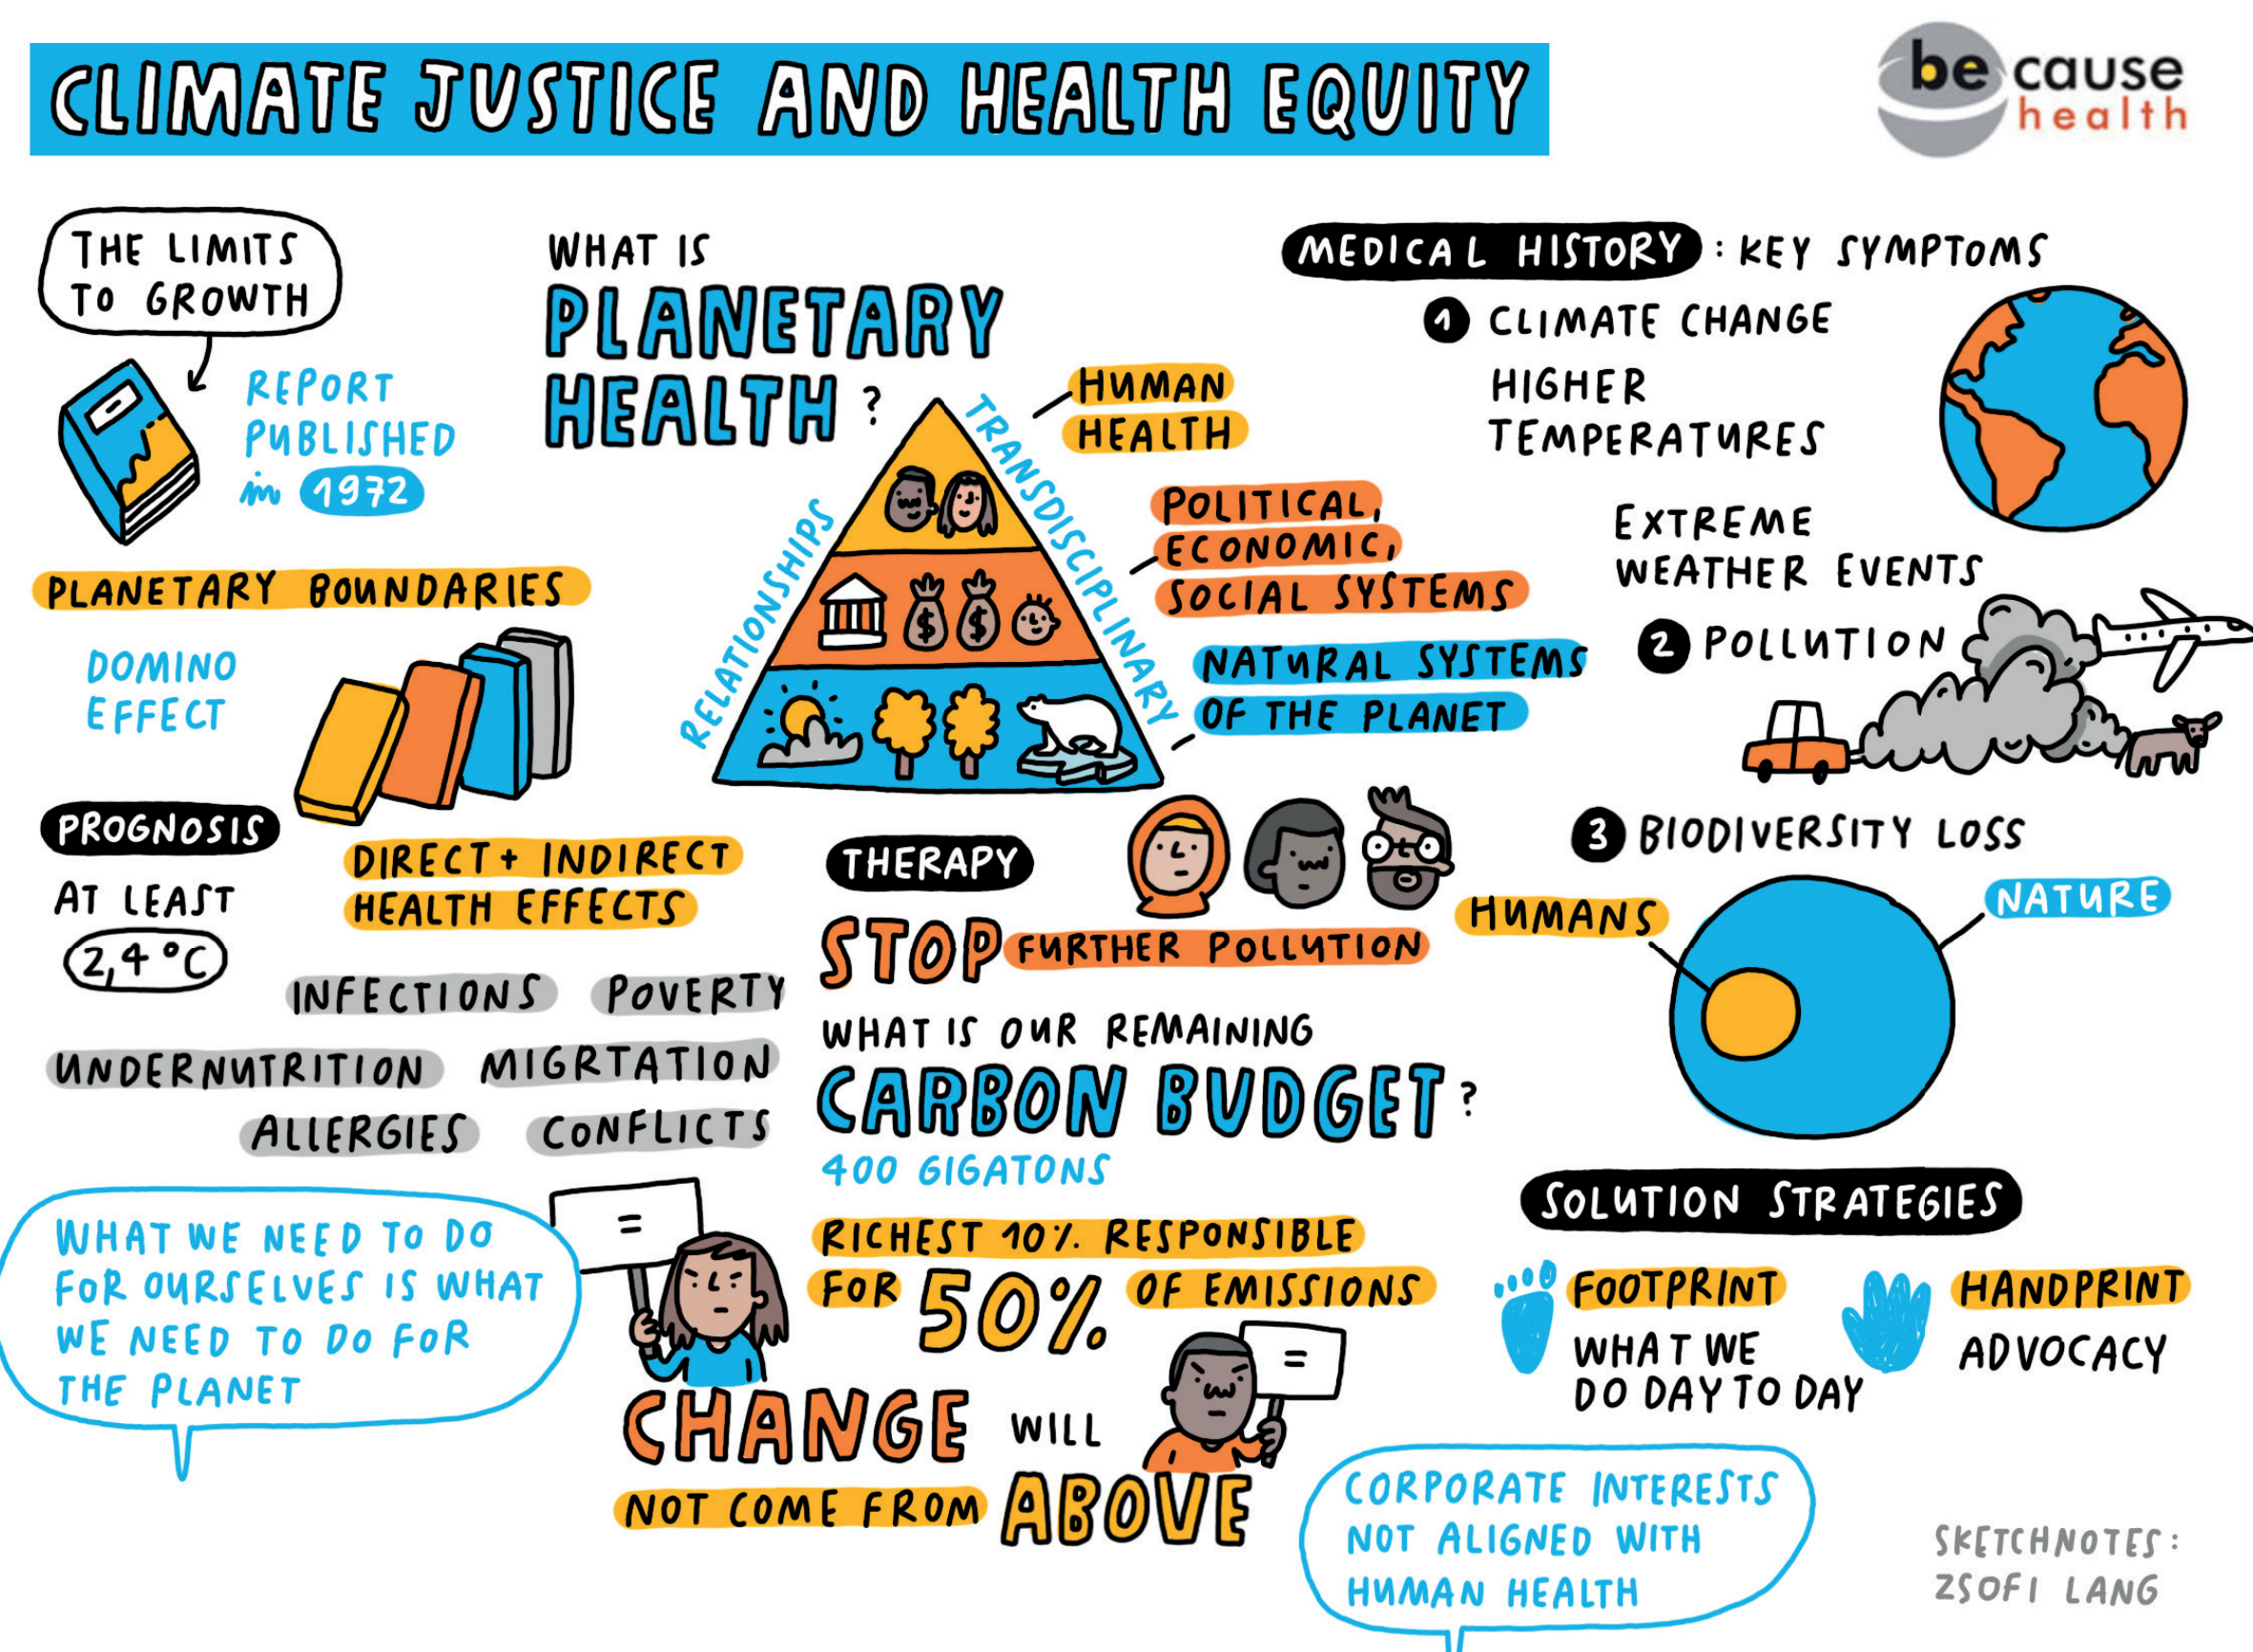 CLIMATE JUSTICE AND HEALTH EQUITY
be cause
health
THE LIMITS
TO GROWTH
REPORT
PUBLISHED
in 1972
PLANETARY BOUNDARIES
DOMINO
EFFECT
WHAT IS
PLANETARY
HEALTH ?
RELATIONSHIPS
TRANSDISCIPLINARY
HUMAN
HEALTH
POLITICAL,
ECONOMIC,
SOCIAL SYSTEMS
NATURAL SYSTEMS
OF THE PLANET
$ $
MEDICAL HISTORY : KEY SYMPTOMS
1 CLIMATE CHANGE
HIGHER
TEMPERATURES
EXTREME
WEATHER EVENTS
2 POLLUTION
3 BIODIVERSITY LOSS
HUMANS
NATURE
PROGNOSIS
AT LEAST
2,4 °C
DIRECT + INDIRECT
HEALTH EFFECTS
INFECTIONS POVERTY
UNDERNUTRITION MIGRTATION
ALLERGIES CONFLICTS
THERAPY
STOP FURTHER POLLUTION
WHAT IS OUR REMAINING
CARBON BUDGET ?
400 GIGATONS
RICHEST 10% RESPONSIBLE
FOR 50% OF EMISSIONS
WHAT WE NEED TO DO
FOR OURSELVES IS WHAT
WE NEED TO DO FOR
THE PLANET
=
=
CHANGE WILL
NOT COME FROM ABOVE
SOLUTION STRATEGIES
FOOTPRINT
WHAT WE
DO DAY TO DAY
HANDPRINT
ADVOCACY
CORPORATE INTERESTS
NOT ALIGNED WITH
HUMAN HEALTH
SKETCHNOTES:
ZSOFI LANG